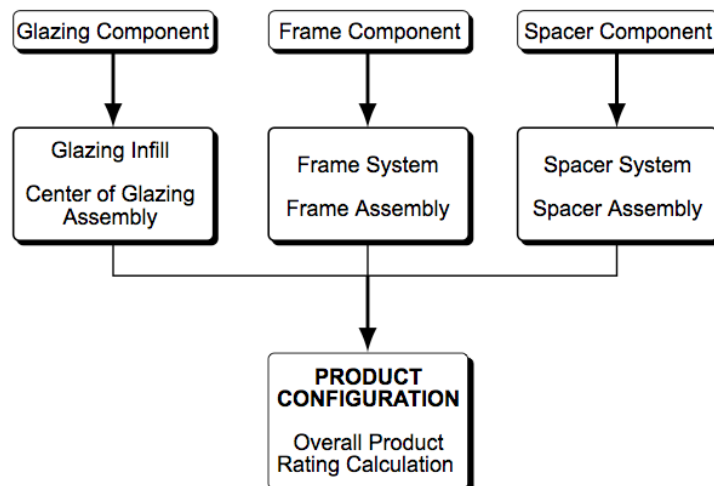 Glazing Component
Frame Component
Spacer Component
Glazing Infill
Center of Glazing
Assembly
Frame System
Frame Assembly
Spacer System
Spacer Assembly
PRODUCT
CONFIGURATION
Overall Product
Rating Calculation